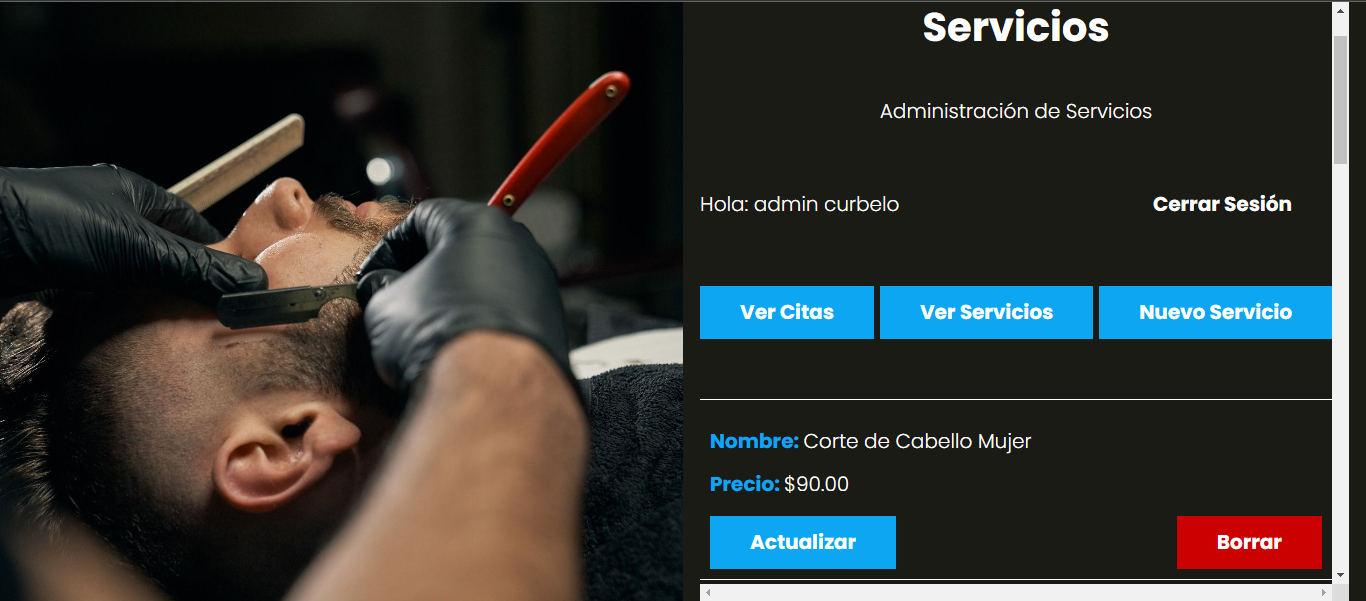 Servicios
Administración de Servicios
Hola: admin curbelo
Cerrar Sesión
Ver Citas
Ver Servicios
Nuevo Servicio
Nombre: Corte de Cabello Mujer
Precio: $90.00
Actualizar
Borrar